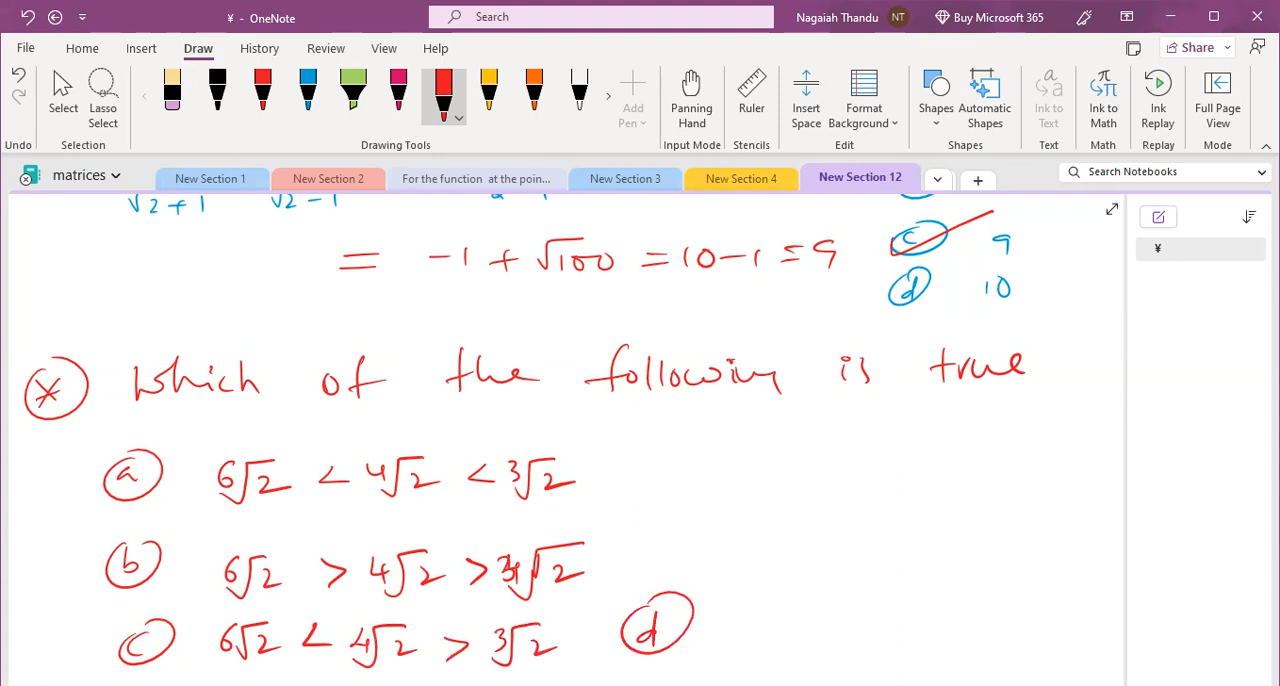 ¥ - OneNote
Search
Nagaiah Thandu NT
Buy Microsoft 365
File Home Insert Draw History Review View Help
Share
Undo
Select
Lasso Select
Selection
Drawing Tools
Add Pen
Panning Hand
Input Mode
Ruler
Stencils
Insert Space
Format Background
Edit
Shapes
Automatic Shapes
Shapes
Ink to Text
Text
Ink to Math
Math
Ink Replay
Replay
Full Page View
Mode
matrices
New Section 1
New Section 2
For the function at the poin...
New Section 3
New Section 4
New Section 12
Search Notebooks
¥
√2 + 1 √2 - 1
= -1 + √100 = 10 - 1 = 9
c 9
d 10
* Which of the following is true
a 6√2 < 4√2 < 3√2
b 6√2 > 4√2 > √2
c 6√2 < 4√2 > 3√2
d